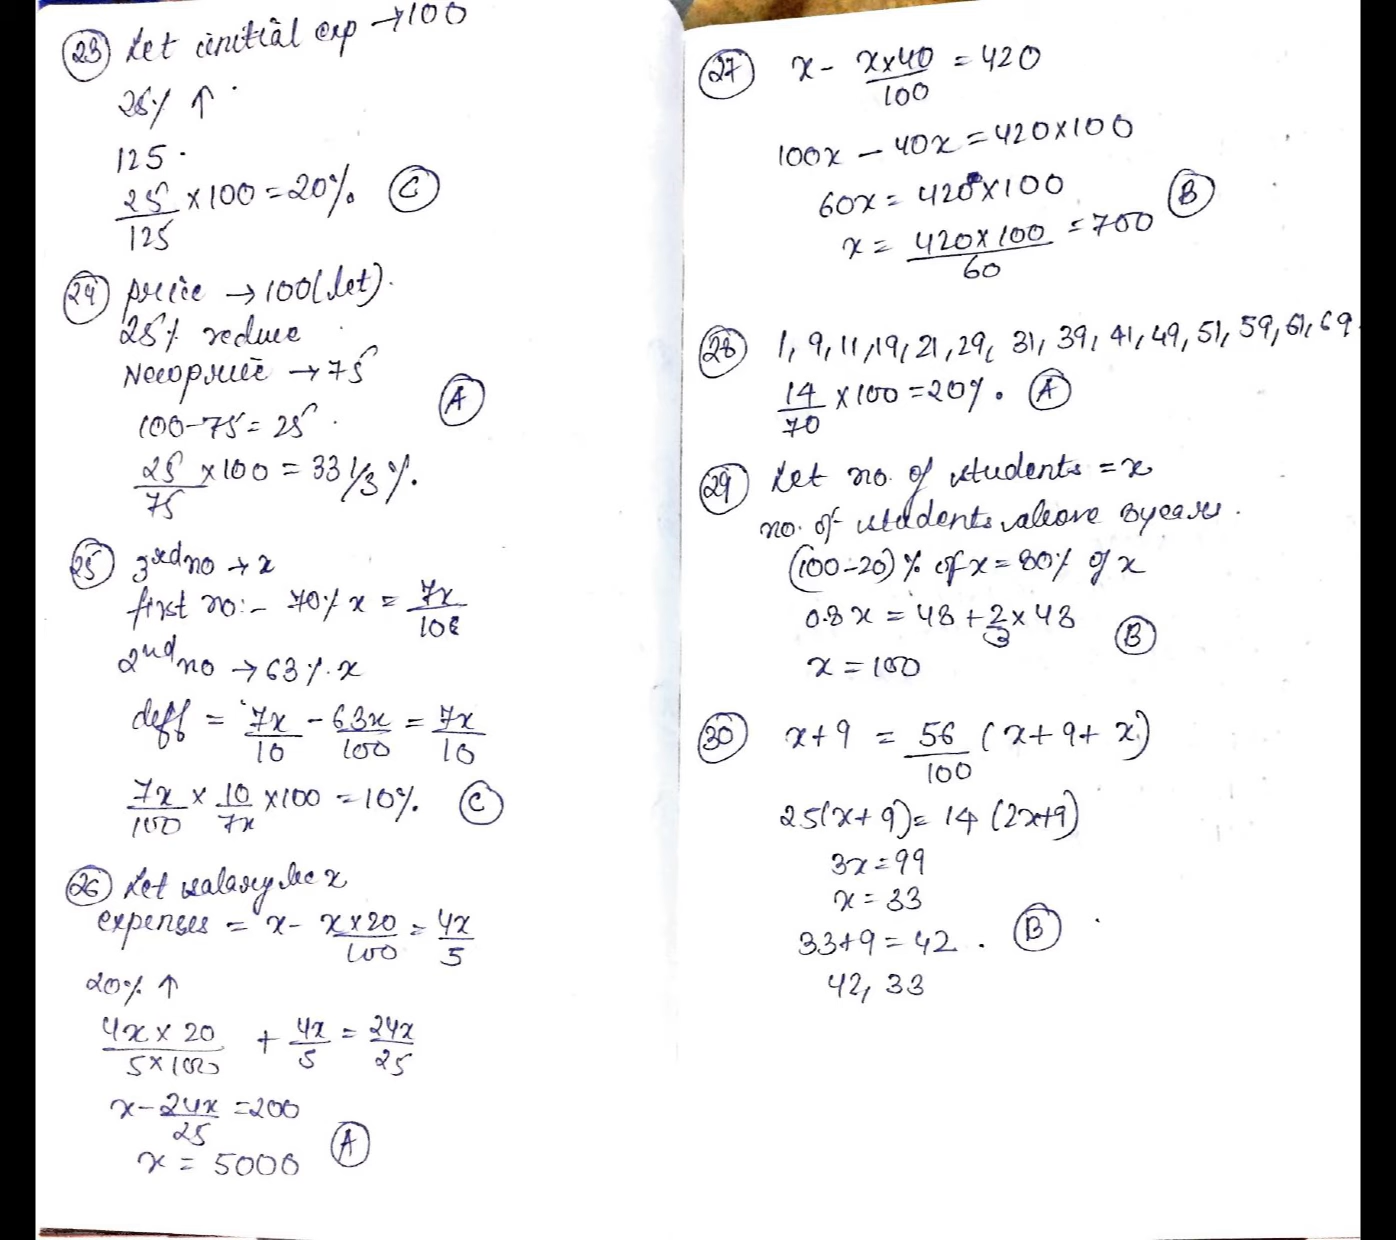 (23) Let initial exp → 100
25% ↑
125.
25/125 × 100 = 20% (C)
(24) price → 100 (let).
25% reduce
New price → 75
100-75 = 25.
(A)
25/75 × 100 = 33 1/3 %.
(25) 3rd no → x
first no:- 70% x = 7x/10
2nd no → 63% x
deff = 7x/10 - 63x/100 = 7x/10
7x/100 × 10/7x × 100 = 10%. (C)
(26) Let salary be x
expenses = x - x×20/100 = 4x/5
20% ↑
4x × 20/5×100 + 4x/5 = 24x/25
x - 24x/25 = 200
x = 5000 (A)
(27) x - x×40/100 = 420
100x - 40x = 420×100
60x = 420×100
(B)
x = 420×100/60 = 700
(28) 1, 9, 11, 19, 21, 29, 31, 39, 41, 49, 51, 59, 61, 69
14/70 × 100 = 20%. (A)
(29) Let no. of students = x
no. of students above 8years.
(100-20)% of x = 80% of x
0.8x = 48 + 2/3 × 48
(B)
x = 100
(30) x+9 = 56/100 (x+9+x)
25(x+9) = 14 (2x+9)
3x = 99
x = 33
33+9 = 42. (B)
42, 33